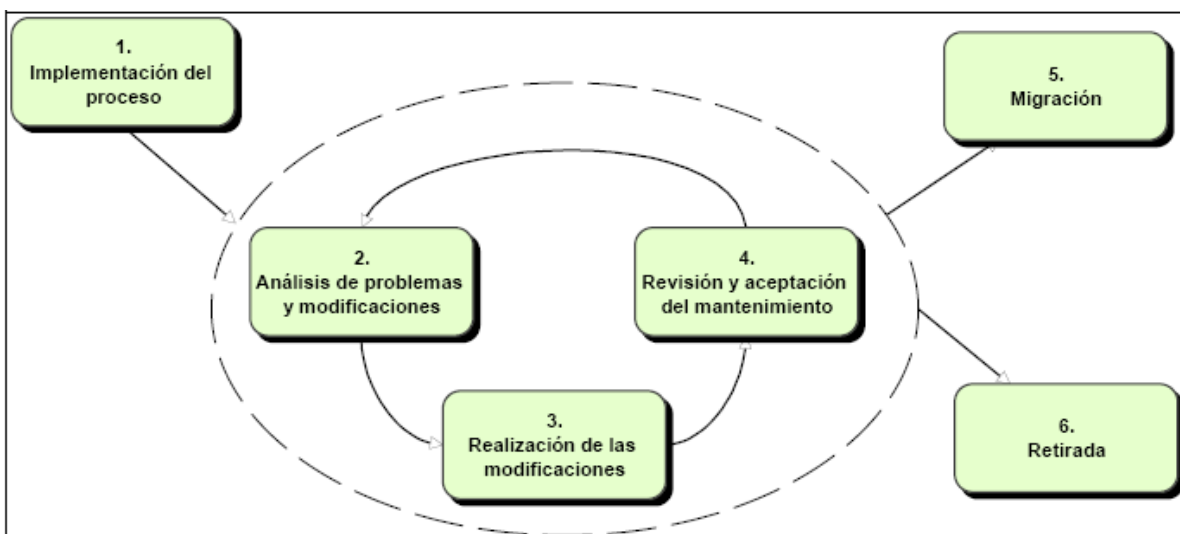 1.
Implementación del
proceso
5.
Migración
2.
Análisis de problemas
y modificaciones
4.
Revisión y aceptación
del mantenimiento
3.
Realización de las
modificaciones
6.
Retirada